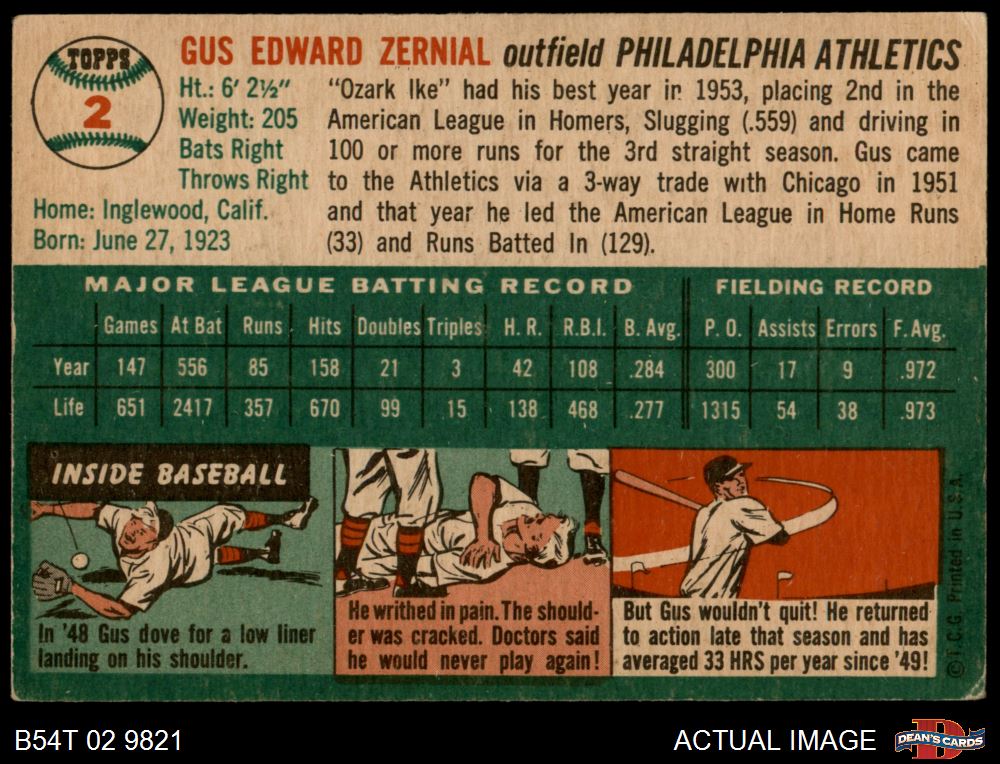 TOPPS
2
GUS EDWARD ZERNIAL outfield PHILADELPHIA ATHLETICS
Ht.: 6' 2½"
Weight: 205
Bats Right
Throws Right
Home: Inglewood, Calif.
Born: June 27, 1923
"Ozark Ike" had his best year in 1953, placing 2nd in the
American League in Homers, Slugging (.559) and driving in
100 or more runs for the 3rd straight season. Gus came
to the Athletics via a 3-way trade with Chicago in 1951
and that year he led the American League in Home Runs
(33) and Runs Batted In (129).
MAJOR LEAGUE BATTING RECORD FIELDING RECORD
Games At Bat Runs Hits Doubles Triples H. R. R.B.I. B. Avg. P. O. Assists Errors F. Avg.
Year 147 556 85 158 21 3 42 108 .284 300 17 9 .972
Life 651 2417 357 670 99 15 138 468 .277 1315 54 38 .973
INSIDE BASEBALL
In '48 Gus dove for a low liner
landing on his shoulder.
He writhed in pain. The should-
er was cracked. Doctors said
he would never play again!
But Gus wouldn't quit! He returned
to action late that season and has
averaged 33 HRS per year since '49!
© T.C.G. Printed in U.S.A.
B54T 02 9821
ACTUAL IMAGE
DEAN'S CARDS